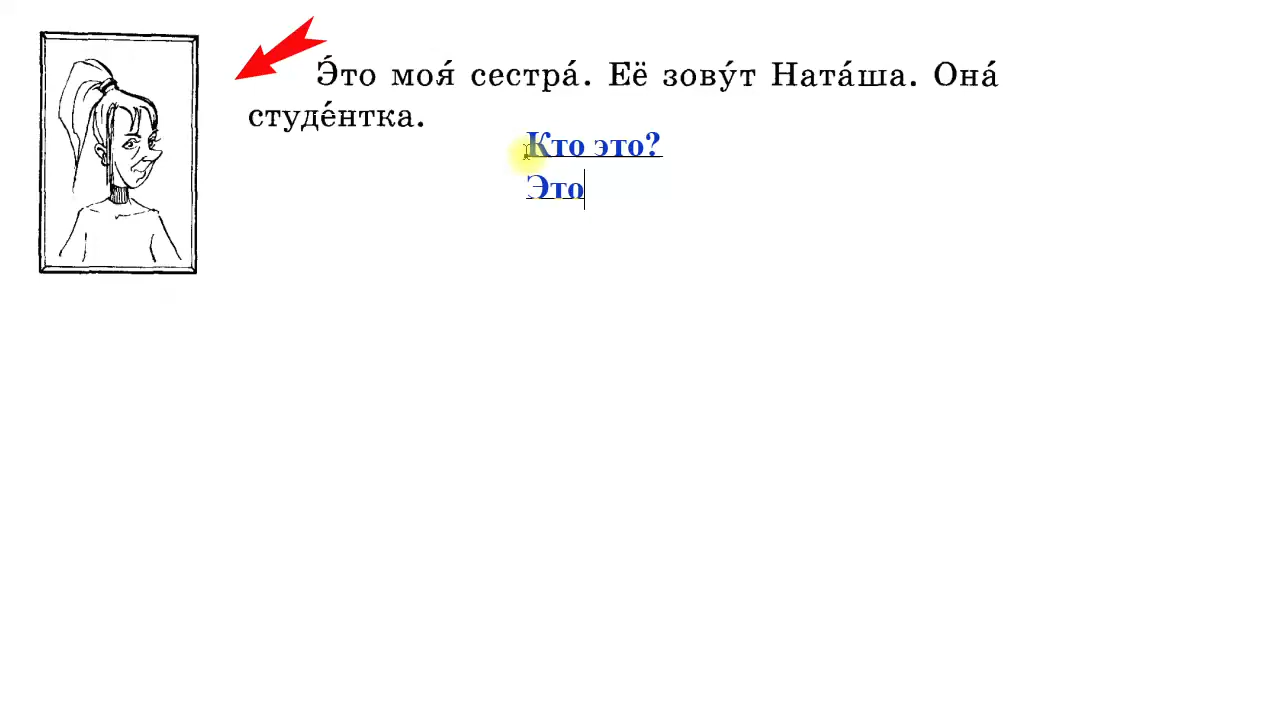 Э́то моя́ сестра́. Её зову́т Ната́ша. Она́
студе́нтка.
Кто это?
Это